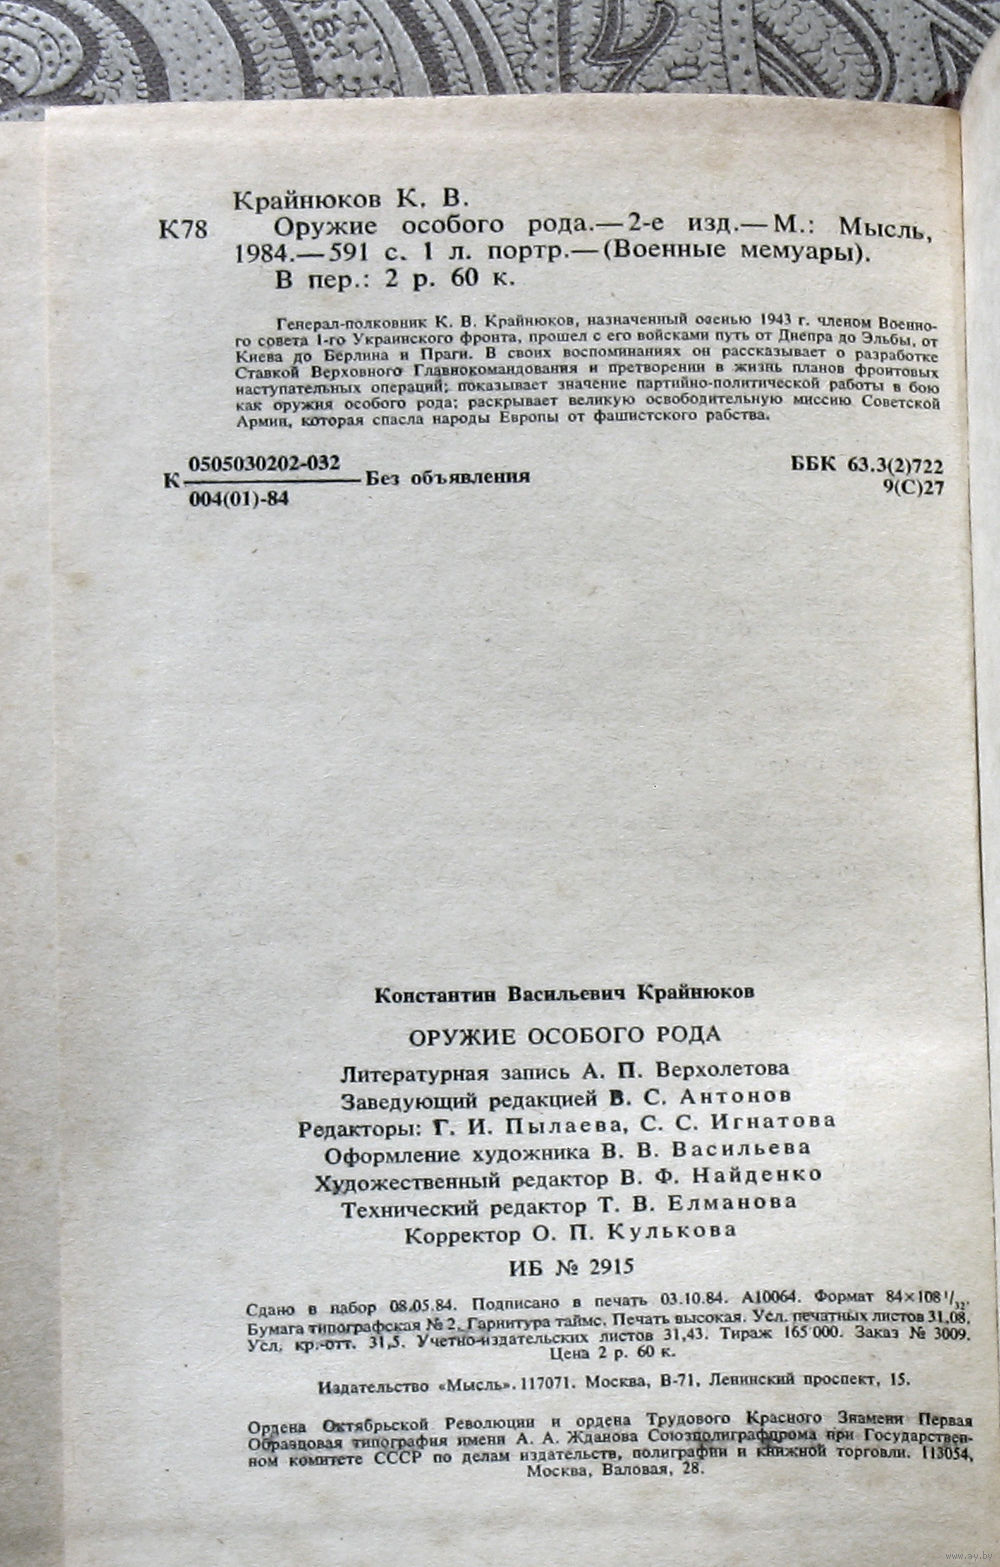 Крайнюков К. В.
К78 Оружие особого рода.— 2-е изд.— М.: Мысль,
1984.— 591 с. 1 л. портр.— (Военные мемуары).
В пер.: 2 р. 60 к.
Генерал-полковник К. В. Крайнюков, назначенный осенью 1943 г. членом Военно-
го совета 1-го Украинского фронта, прошел с его войсками путь от Днепра до Эльбы, от
Киева до Берлина и Праги. В своих воспоминаниях он рассказывает о разработке
Ставкой Верховного Главнокомандования и претворении в жизнь планов фронтовых
наступательных операций; показывает значение партийно-политической работы в бою
как оружия особого рода; раскрывает великую освободительную миссию Советской
Армии, которая спасла народы Европы от фашистского рабства.
К 0505030202-032 / 004(01)-84 — Без объявления
ББК 63.3(2)722
9(С)27
Константин Васильевич Крайнюков
ОРУЖИЕ ОСОБОГО РОДА
Литературная запись А. П. Верхолетова
Заведующий редакцией В. С. Антонов
Редакторы: Г. И. Пылаева, С. С. Игнатова
Оформление художника В. В. Васильева
Художественный редактор В. Ф. Найденко
Технический редактор Т. В. Елманова
Корректор О. П. Кулькова
ИБ № 2915
Сдано в набор 08.05.84. Подписано в печать 03.10.84. А10064. Формат 84×108 1/32.
Бумага типографская № 2. Гарнитура таймс. Печать высокая. Усл. печатных листов 31,08.
Усл. кр.-отт. 31,5. Учетно-издательских листов 31,43. Тираж 165 000. Заказ № 3009.
Цена 2 р. 60 к.
Издательство «Мысль». 117071. Москва, В-71, Ленинский проспект, 15.
Ордена Октябрьской Революции и ордена Трудового Красного Знамени Первая
Образцовая типография имени А. А. Жданова Союзполиграфпрома при Государствен-
ном комитете СССР по делам издательств, полиграфии и книжной торговли. 113054,
Москва, Валовая, 28.
www.ay.by